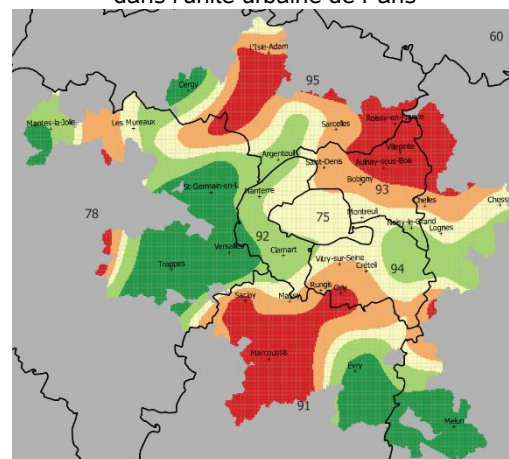 dans l'unité urbaine de Paris
60
L'Isle-Adam
95
Cergy
Roissy-en-France
Mantes-la-Jolie
Les Mureaux
Sarcelles
Villepinte
Argenteuil
Saint-Denis
Aulnay-sous-Bois
Bobigny
93
St-Germain-en-L
Nanterre
Chelles
Chess
75
Montreuil
Noisy-le-Grand
Lognes
78
92
Versailles
Clamart
Vitry-sur-Seine
94
Trappes
Créteil
Rungis
Orly
Saclay
Massy
Marcoussis
Evry
91
Melun